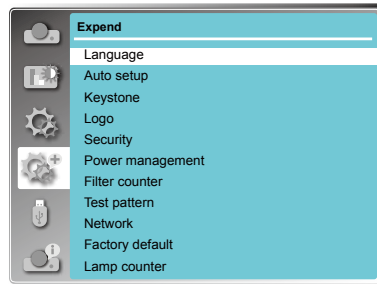 Expend
Language
Auto setup
Keystone
Logo
Security
Power management
Filter counter
Test pattern
Network
Factory default
Lamp counter